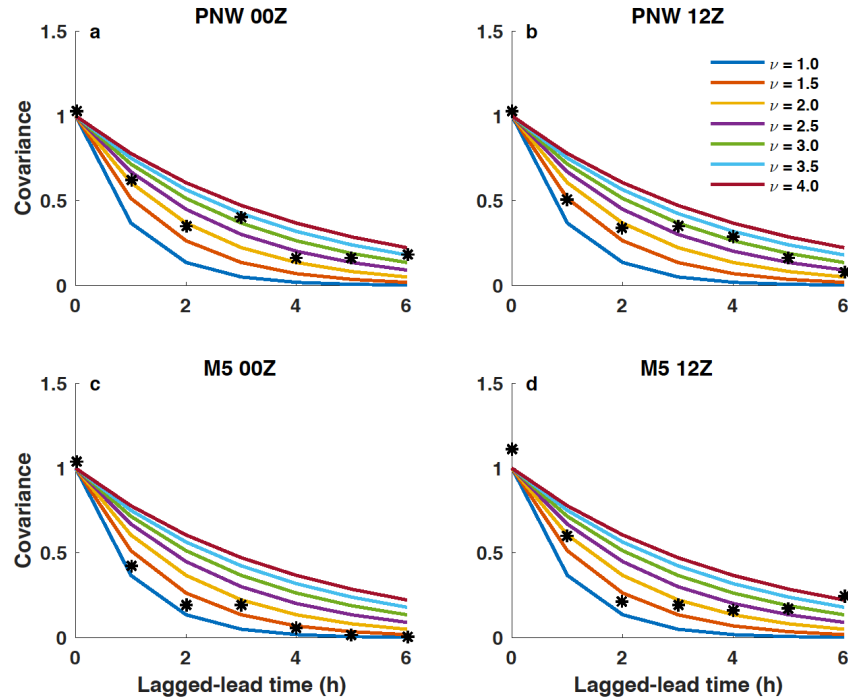 PNW 00Z
PNW 12Z
a
b
1.5
1
0.5
0
Covariance
0 2 4 6
1.5
1
0.5
0
0 2 4 6
ν = 1.0
ν = 1.5
ν = 2.0
ν = 2.5
ν = 3.0
ν = 3.5
ν = 4.0
M5 00Z
M5 12Z
c
d
1.5
1
0.5
0
Covariance
0 2 4 6
Lagged-lead time (h)
1.5
1
0.5
0
0 2 4 6
Lagged-lead time (h)